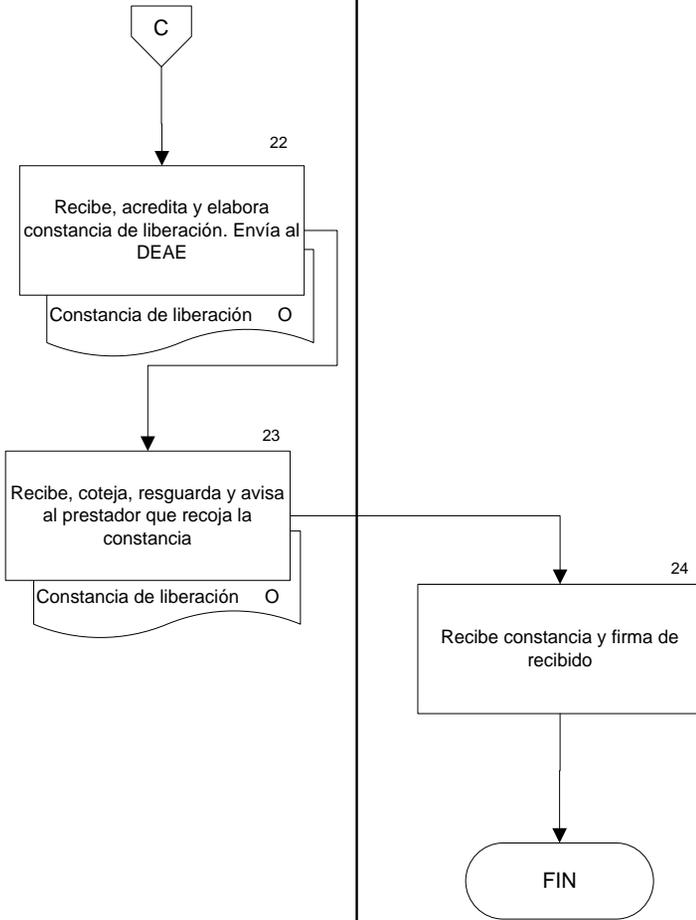 C
22
Recibe, acredita y elabora
constancia de liberación. Envía al
DEAE
Constancia de liberación O
23
Recibe, coteja, resguarda y avisa
al prestador que recoja la
constancia
Constancia de liberación O
24
Recibe constancia y firma de
recibido
FIN